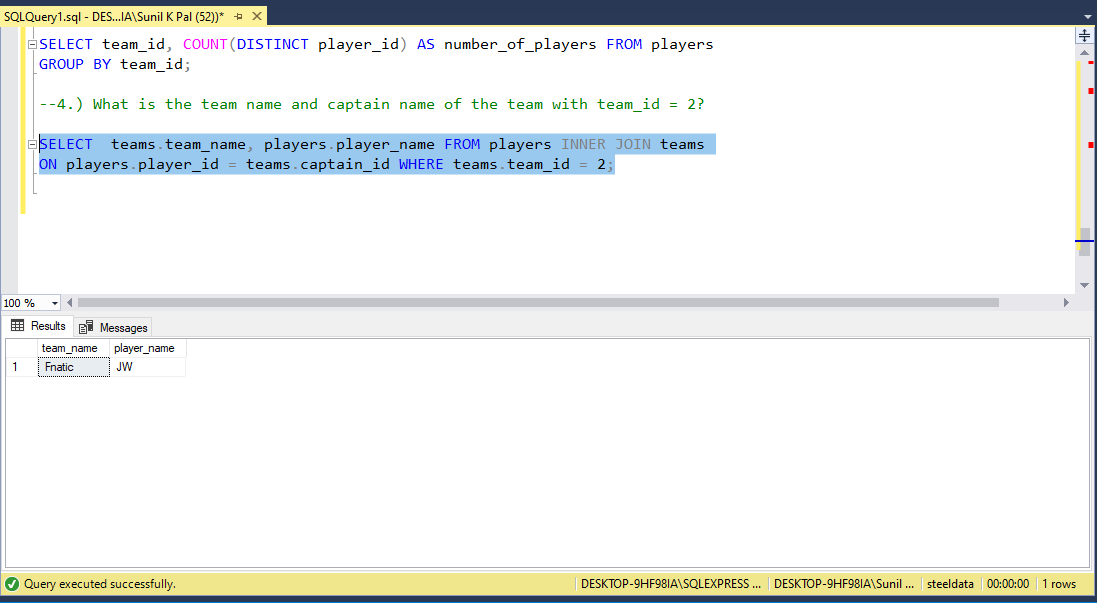 SQLQuery1.sql - DES...IA\Sunil K Pal (52))*
SELECT team_id, COUNT(DISTINCT player_id) AS number_of_players FROM players
GROUP BY team_id;
--4.) What is the team name and captain name of the team with team_id = 2?
SELECT  teams.team_name, players.player_name FROM players INNER JOIN teams
ON players.player_id = teams.captain_id WHERE teams.team_id = 2;
100 %
Results Messages
team_name player_name
1 Fnatic JW
Query executed successfully. DESKTOP-9HF98IA\SQLEXPRESS ... DESKTOP-9HF98IA\Sunil ... steeldata 00:00:00 1 rows